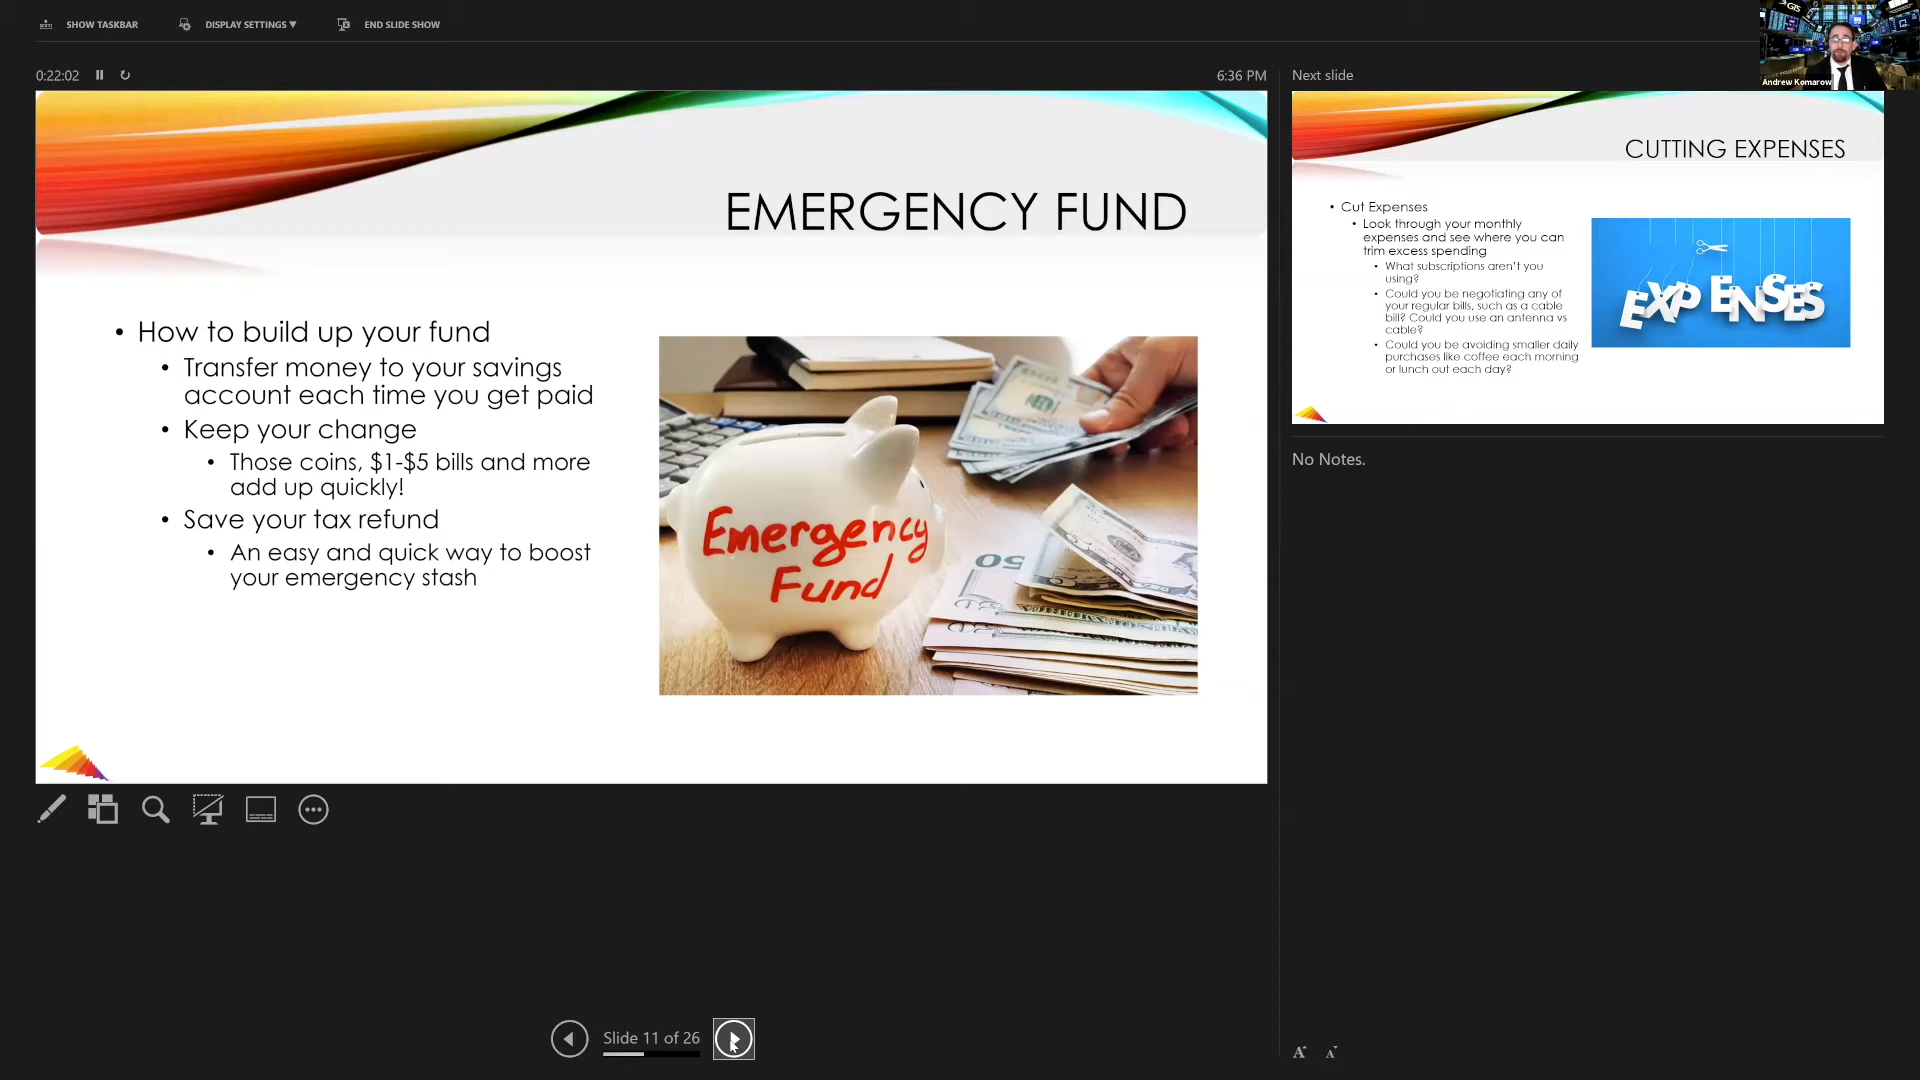 SHOW TASKBAR
DISPLAY SETTINGS ▼
END SLIDE SHOW
GTS
Andrew Komarow
0:22:02
6:36 PM
Next slide
EMERGENCY FUND
• How to build up your fund
• Transfer money to your savings
account each time you get paid
• Keep your change
• Those coins, $1-$5 bills and more
add up quickly!
• Save your tax refund
• An easy and quick way to boost
your emergency stash
Emergency
Fund
50
5
CUTTING EXPENSES
• Cut Expenses
• Look through your monthly
expenses and see where you can
trim excess spending
• What subscriptions aren't you
using?
• Could you be negotiating any of
your regular bills, such as a cable
bill? Could you use an antenna vs
cable?
• Could you be avoiding smaller daily
purchases like coffee each morning
or lunch out each day?
EXPENSES
No Notes.
Slide 11 of 26
A A